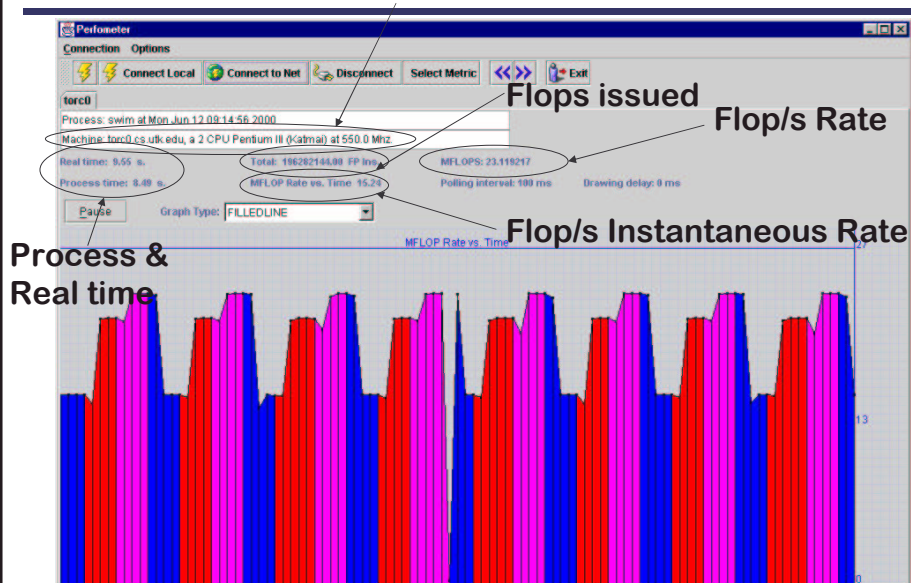 Perfometer
Connection Options
Connect Local Connect to Net Disconnect Select Metric << >> Exit
torc0
Flops issued
Process: swim at Mon Jun 12 09:14:56 2000
Flop/s Rate
Machine: torc0.cs.utk.edu, a 2 CPU Pentium III (Katmai) at 550.0 Mhz.
Real time: 9.55 s. Total: 196282144.00 FP Ins. MFLOPS: 23.119217
Process time: 8.49 s. MFLOP Rate vs. Time 15.24 Polling interval: 100 ms Drawing delay: 0 ms
Pause Graph Type: FILLEDLINE
Flop/s Instantaneous Rate
Process &
Real time
MFLOP Rate vs. Time
27
13
0